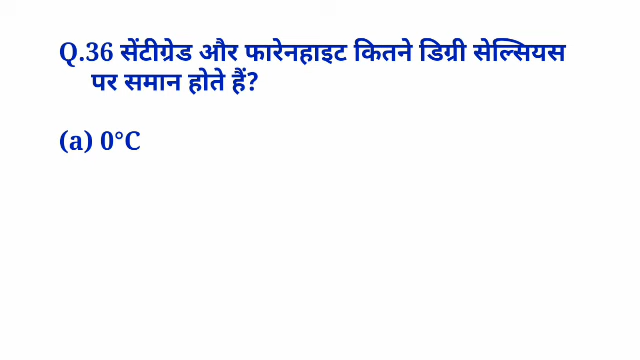 Q.36 सेंटीग्रेड और फारेनहाइट कितने डिग्री सेल्सियस
पर समान होते हैं?
(a) 0°C